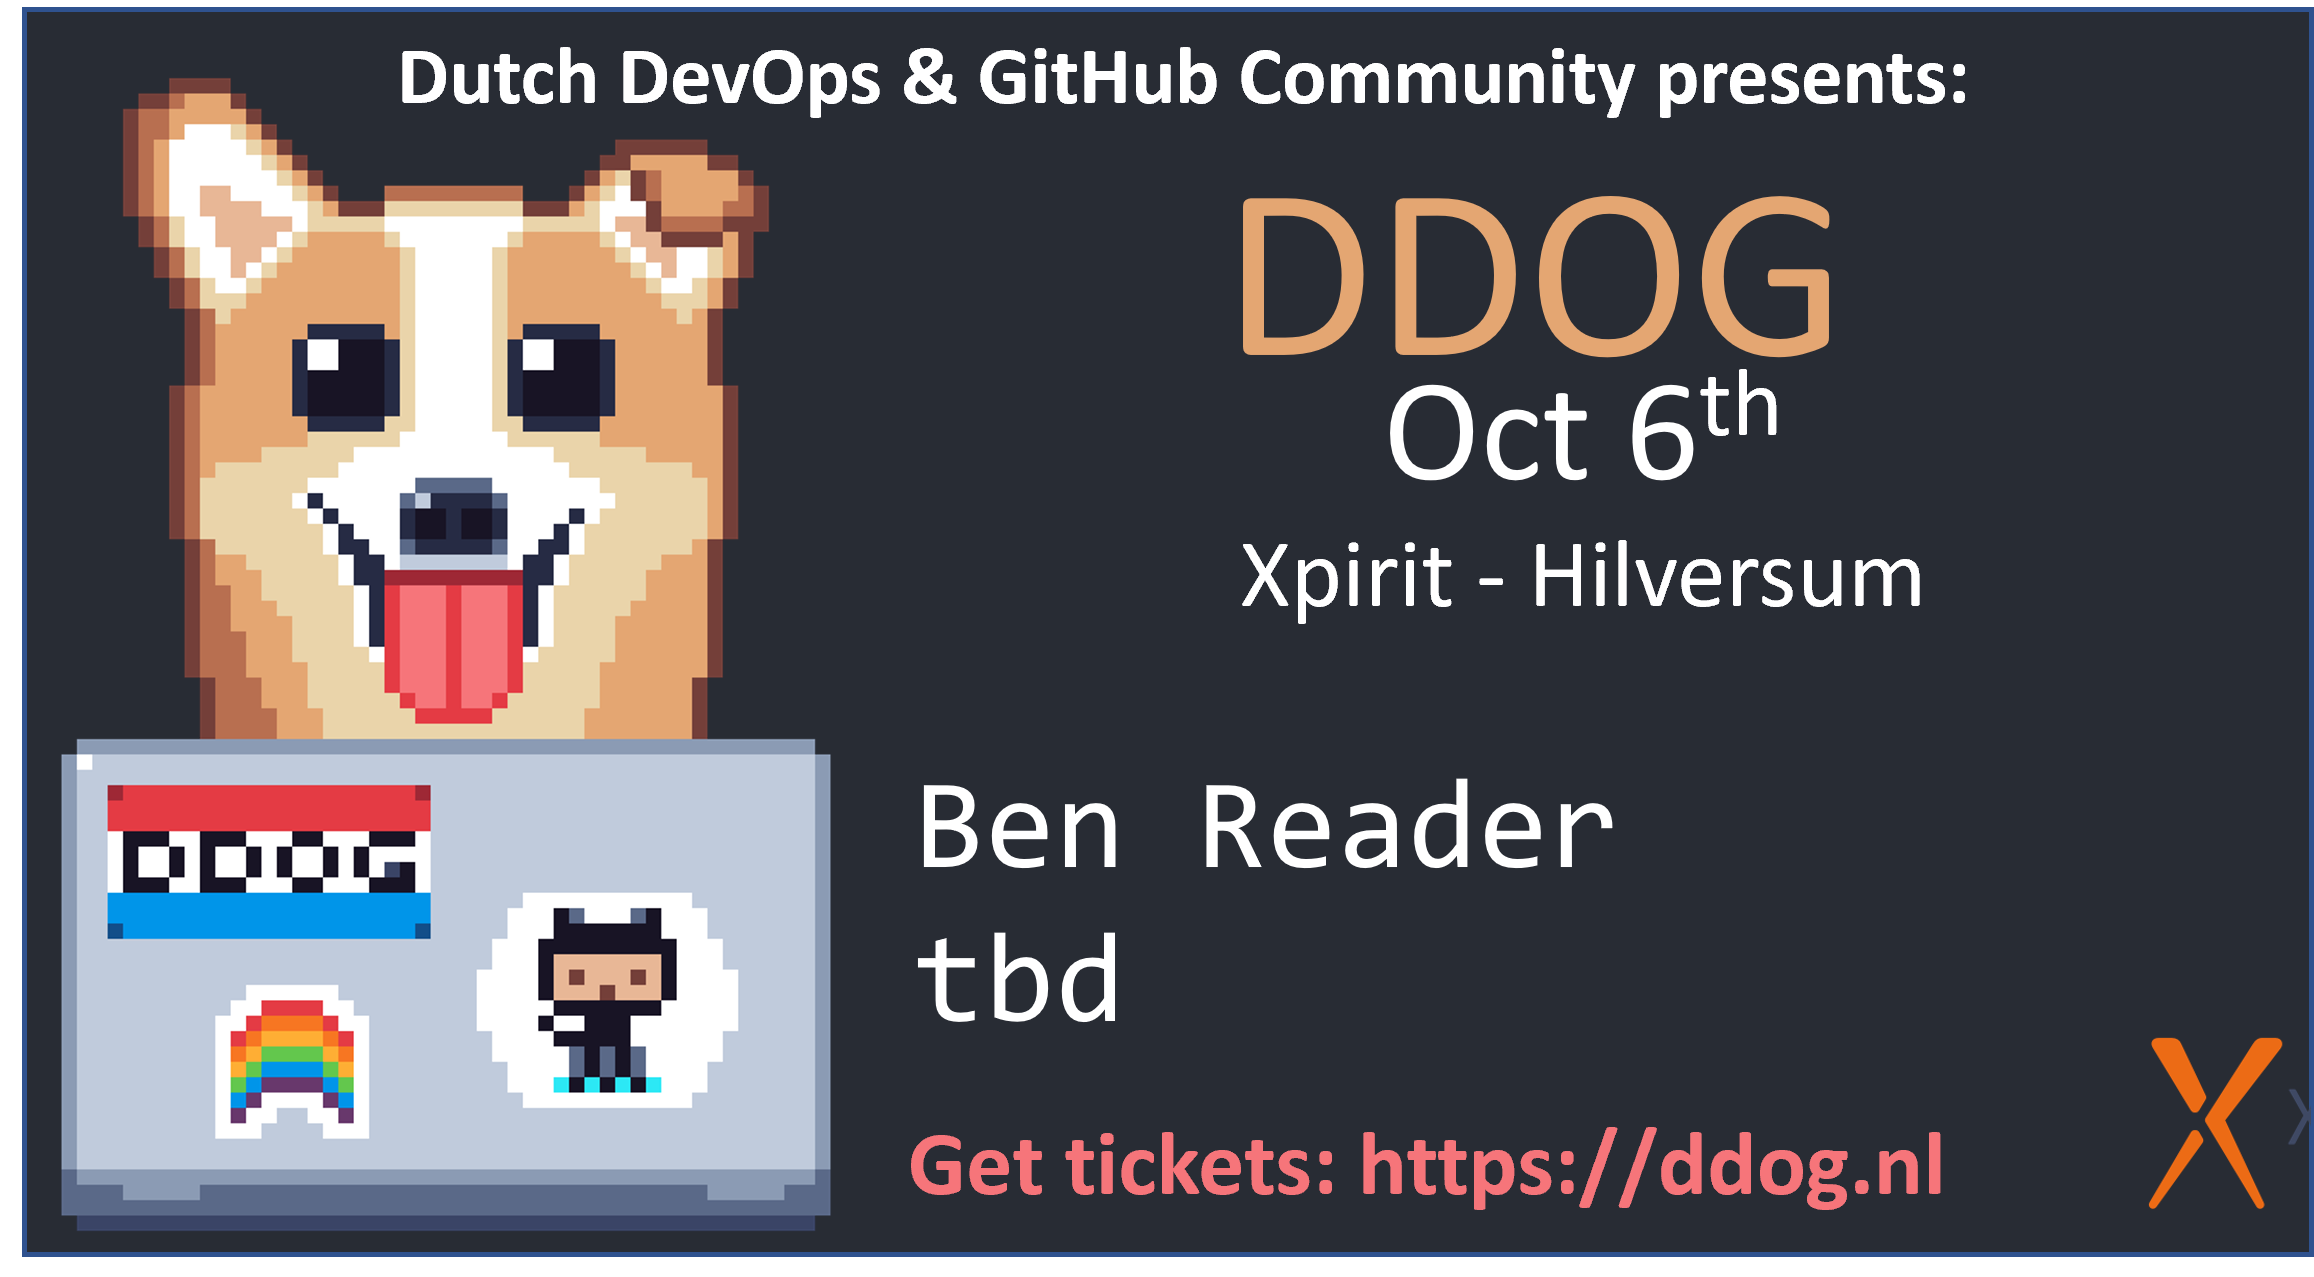 Dutch DevOps & GitHub Community presents:
DDOG
Oct 6th
Xpirit - Hilversum
DDOG
Ben Reader
tbd
Get tickets: https://ddog.nl
X